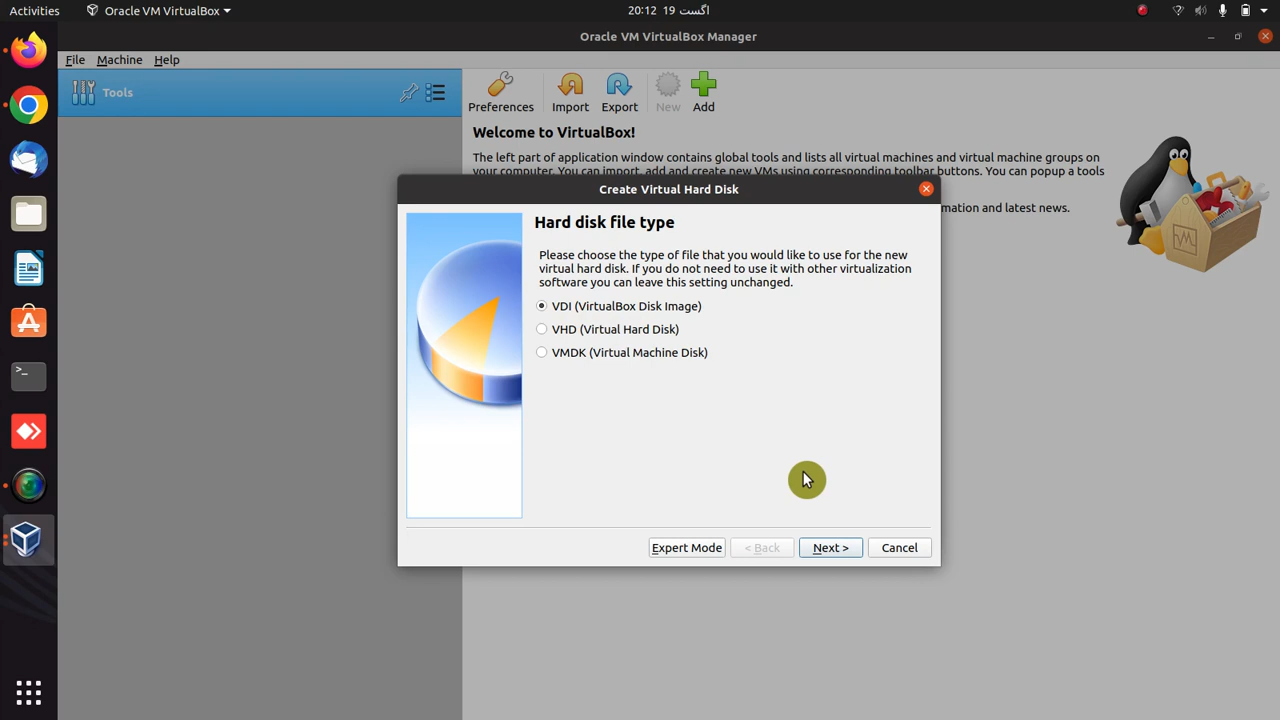 Activities
Oracle VM VirtualBox
20:12 19 اگست
Oracle VM VirtualBox Manager
File Machine Help
Tools
Preferences Import Export New Add
Welcome to VirtualBox!
The left part of application window contains global tools and lists all virtual machines and virtual machine groups on
your computer. You can import, add and create new VMs using corresponding toolbar buttons. You can popup a tools
mation and latest news.
Create Virtual Hard Disk
Hard disk file type
Please choose the type of file that you would like to use for the new
virtual hard disk. If you do not need to use it with other virtualization
software you can leave this setting unchanged.
VDI (VirtualBox Disk Image)
VHD (Virtual Hard Disk)
VMDK (Virtual Machine Disk)
Expert Mode < Back Next > Cancel